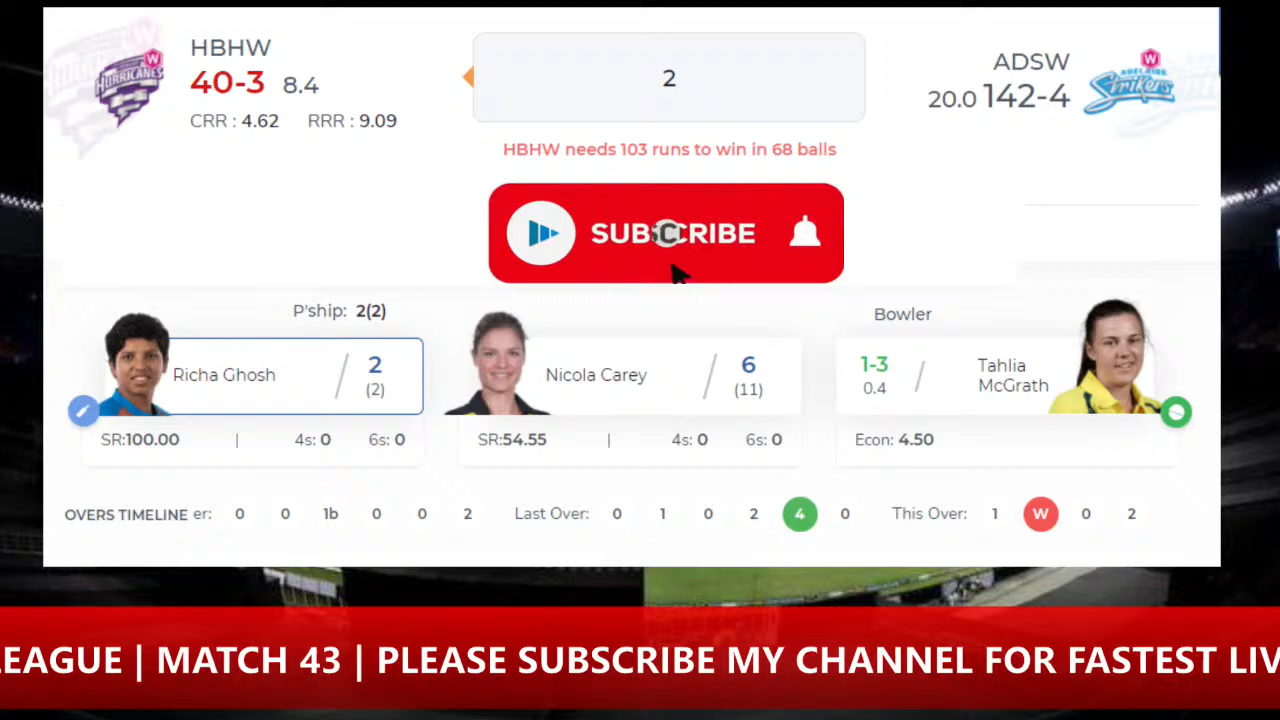 HBHW
40-3 8.4
CRR : 4.62 RRR : 9.09
HURRICANES
W
2
HBHW needs 103 runs to win in 68 balls
ADSW
20.0 142-4
W
ADELAIDE
Strikers
SUBSCRIBE
P'ship: 2(2)
Richa Ghosh / 2
(2)
SR:100.00 | 4s: 0 6s: 0
Nicola Carey / 6
(11)
SR:54.55 | 4s: 0 6s: 0
Bowler
1-3 / Tahlia
0.4 McGrath
Econ: 4.50
OVERS TIMELINE er: 0 0 1b 0 0 2 Last Over: 0 1 0 2 4 0 This Over: 1 W 0 2
LEAGUE | MATCH 43 | PLEASE SUBSCRIBE MY CHANNEL FOR FASTEST LIV